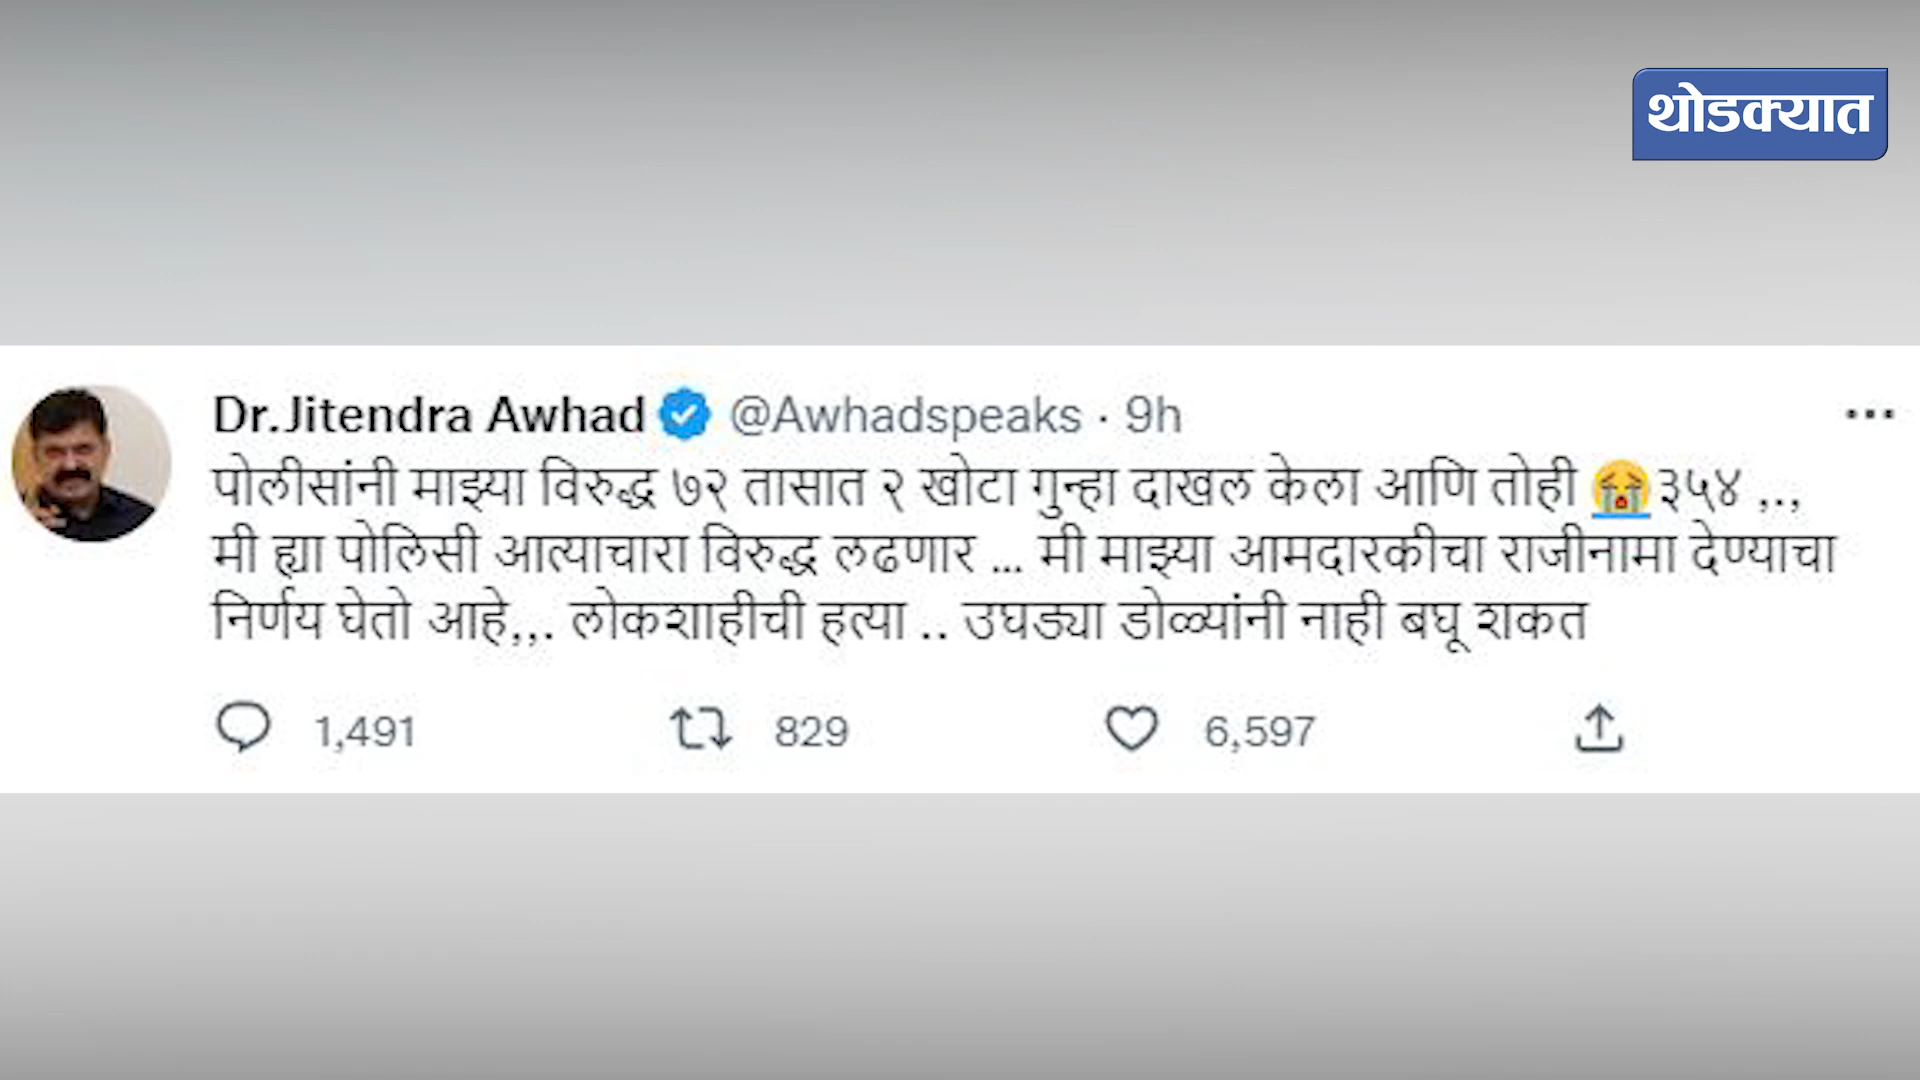 थोडक्यात
Dr.Jitendra Awhad @Awhadspeaks · 9h
पोलीसांनी माझ्या विरुद्ध ७२ तासात २ खोटा गुन्हा दाखल केला आणि तोही 😭३५४ ,.,
मी ह्या पोलिसी आत्याचारा विरुद्ध लढणार ... मी माझ्या आमदारकीचा राजीनामा देण्याचा
निर्णय घेतो आहे,,. लोकशाहीची हत्या .. उघड्या डोळ्यांनी नाही बघू शकत
1,491 829 6,597